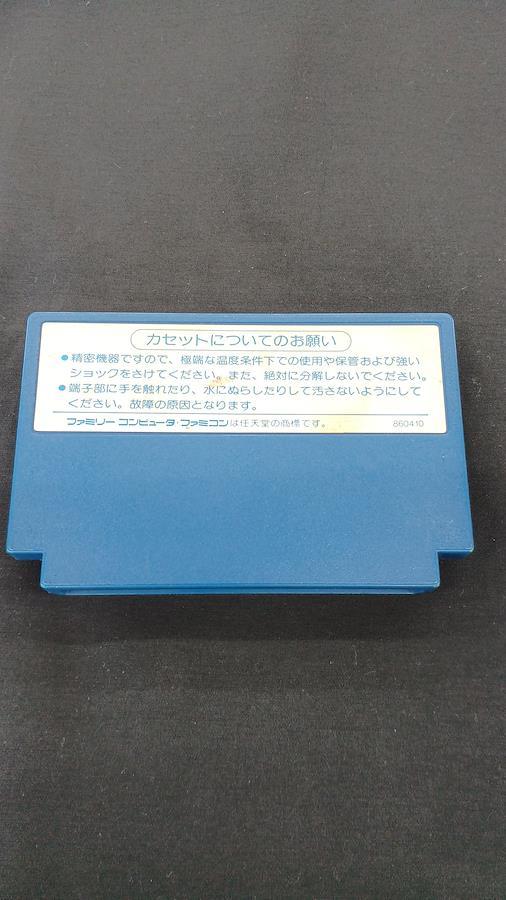 カセットについてのお願い
●精密機器ですので、極端な温度条件下での使用や保管および強い
ショックをさけてください。また、絶対に分解しないでください。
●端子部に手を触れたり、水にぬらしたりして汚さないようにして
ください。故障の原因となります。
ファミリーコンピュータ・ファミコンは任天堂の商標です。 860410